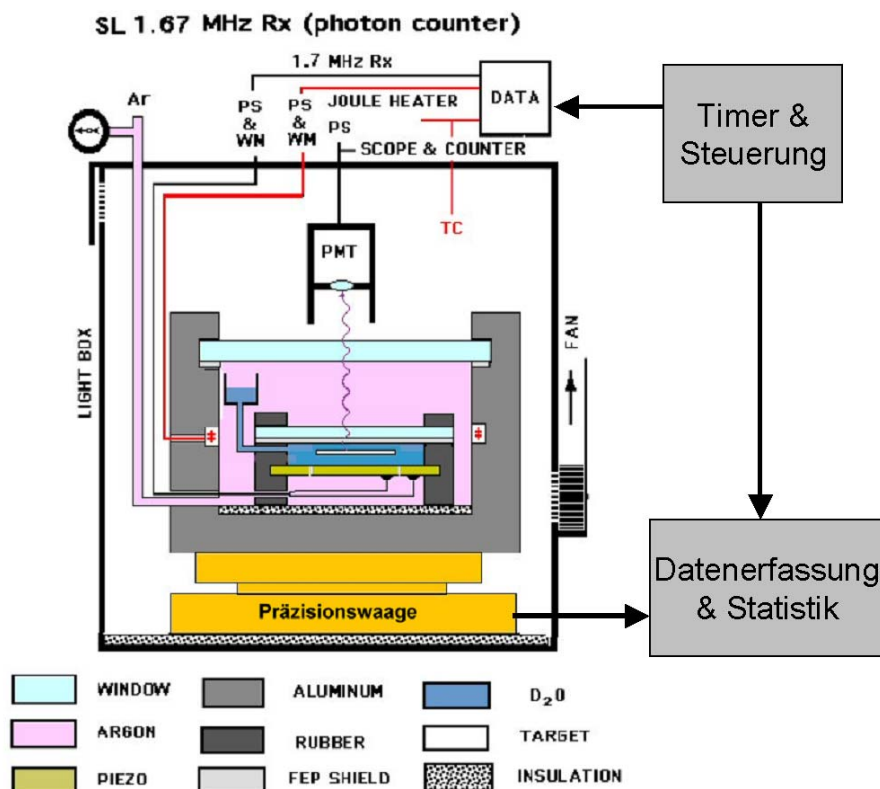 SL 1.67 MHz Rx (photon counter)
1.7 MHz Rx
Ar
PS
& 
WM
PS
&
WM
JOULE HEATER
PS
DATA
SCOPE & COUNTER
TC
Timer &
Steuerung
PMT
LIGHT BOX
FAN
Präzisionswaage
Datenerfassung
& Statistik
WINDOW
ALUMINUM
D₂O
ARGON
RUBBER
TARGET
PIEZO
FEP SHIELD
INSULATION